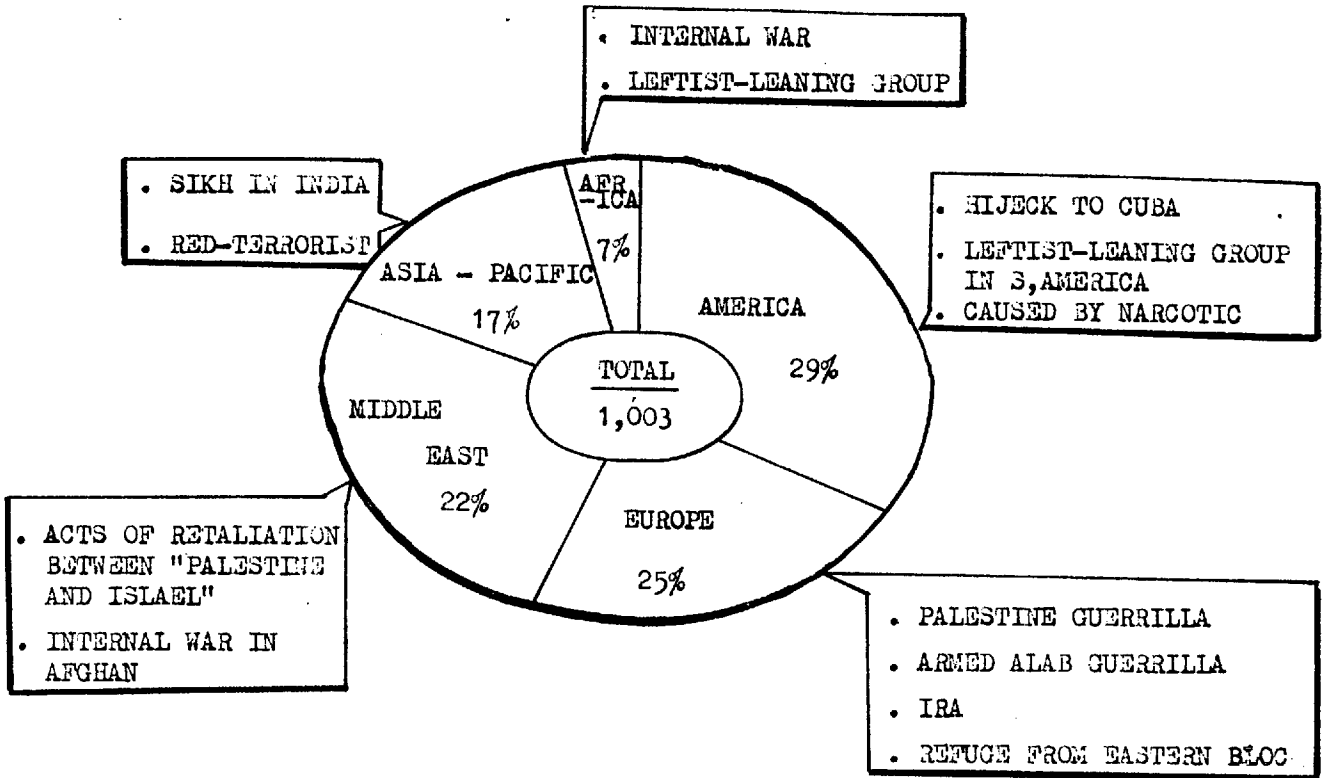 . INTERNAL WAR
. LEFTIST-LEANING GROUP
. SIKH IN INDIA
. RED-TERRORIST
. HIJECK TO CUBA
. LEFTIST-LEANING GROUP
IN S,AMERICA
. CAUSED BY NARCOTIC
AFR
-ICA
7%
ASIA - PACIFIC
17%
AMERICA
29%
TOTAL
1,003
MIDDLE
EAST
22%
EUROPE
25%
. ACTS OF RETALIATION
BETWEEN "PALESTINE
AND ISLAEL"
. INTERNAL WAR IN
AFGHAN
. PALESTINE GUERRILLA
. ARMED ALAB GUERRILLA
. IRA
. REFUGE FROM EASTERN BLOC